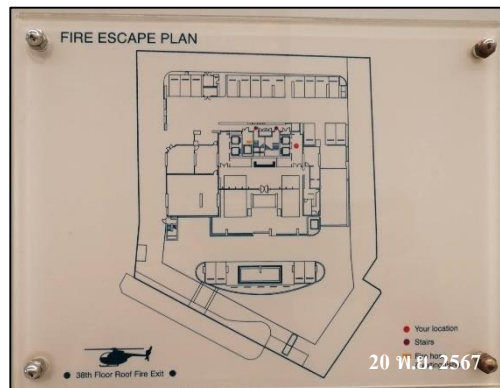 FIRE ESCAPE PLAN
Your location
Stairs
20 พ.ย. 2567
38th Floor Roof Fire Exit